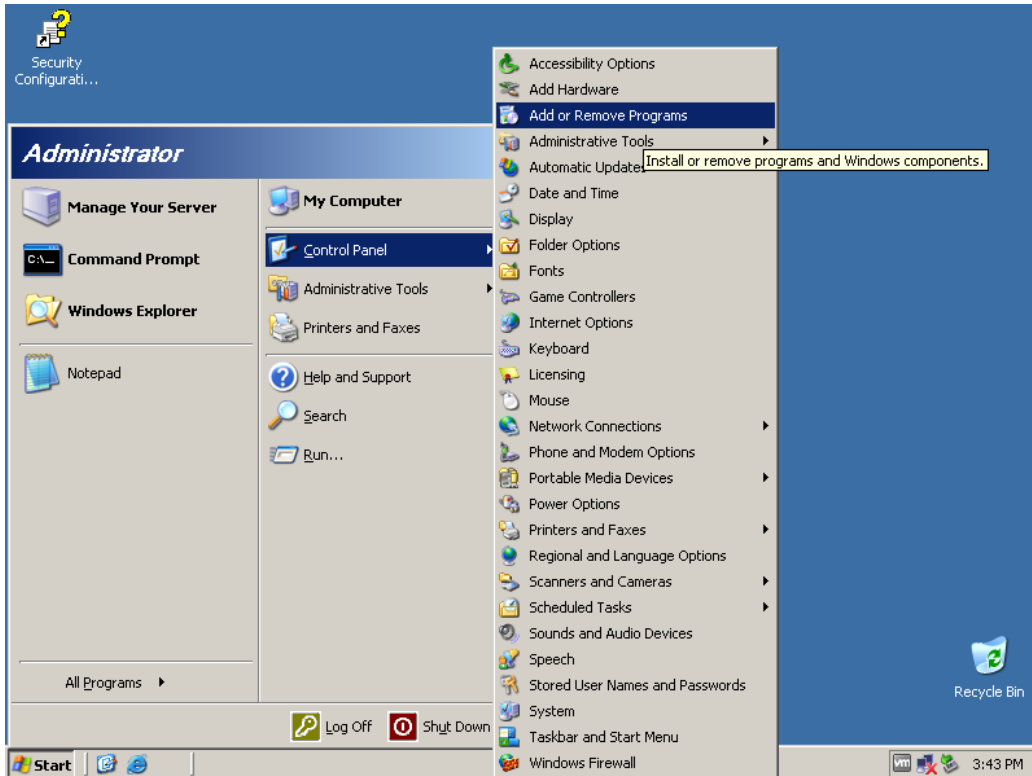 Security
Configurati...
Administrator
Manage Your Server
Command Prompt
Windows Explorer
Notepad
All Programs
My Computer
Control Panel
Administrative Tools
Printers and Faxes
Help and Support
Search
Run...
Log Off
Shut Down
Accessibility Options
Add Hardware
Add or Remove Programs
Administrative Tools
Install or remove programs and Windows components.
Automatic Updates
Date and Time
Display
Folder Options
Fonts
Game Controllers
Internet Options
Keyboard
Licensing
Mouse
Network Connections
Phone and Modem Options
Portable Media Devices
Power Options
Printers and Faxes
Regional and Language Options
Scanners and Cameras
Scheduled Tasks
Sounds and Audio Devices
Speech
Stored User Names and Passwords
System
Taskbar and Start Menu
Windows Firewall
Recycle Bin
Start
3:43 PM